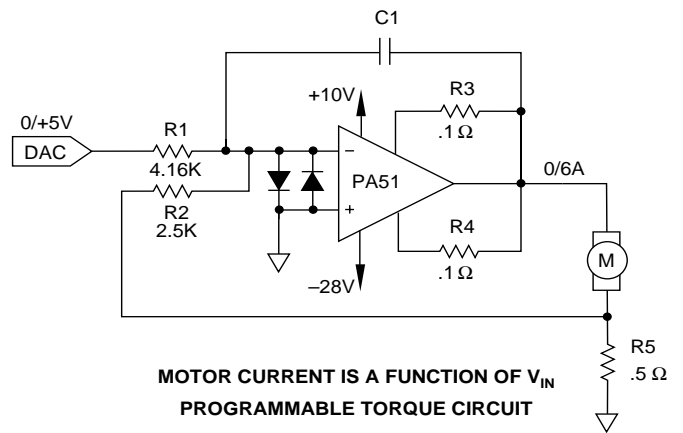 C1
+10V
R3
.1 Ω
0/+5V
DAC
R1
4.16K
R2
2.5K
−
+
PA51
0/6A
R4
.1 Ω
–28V
M
R5
.5 Ω
MOTOR CURRENT IS A FUNCTION OF VIN
PROGRAMMABLE TORQUE CIRCUIT